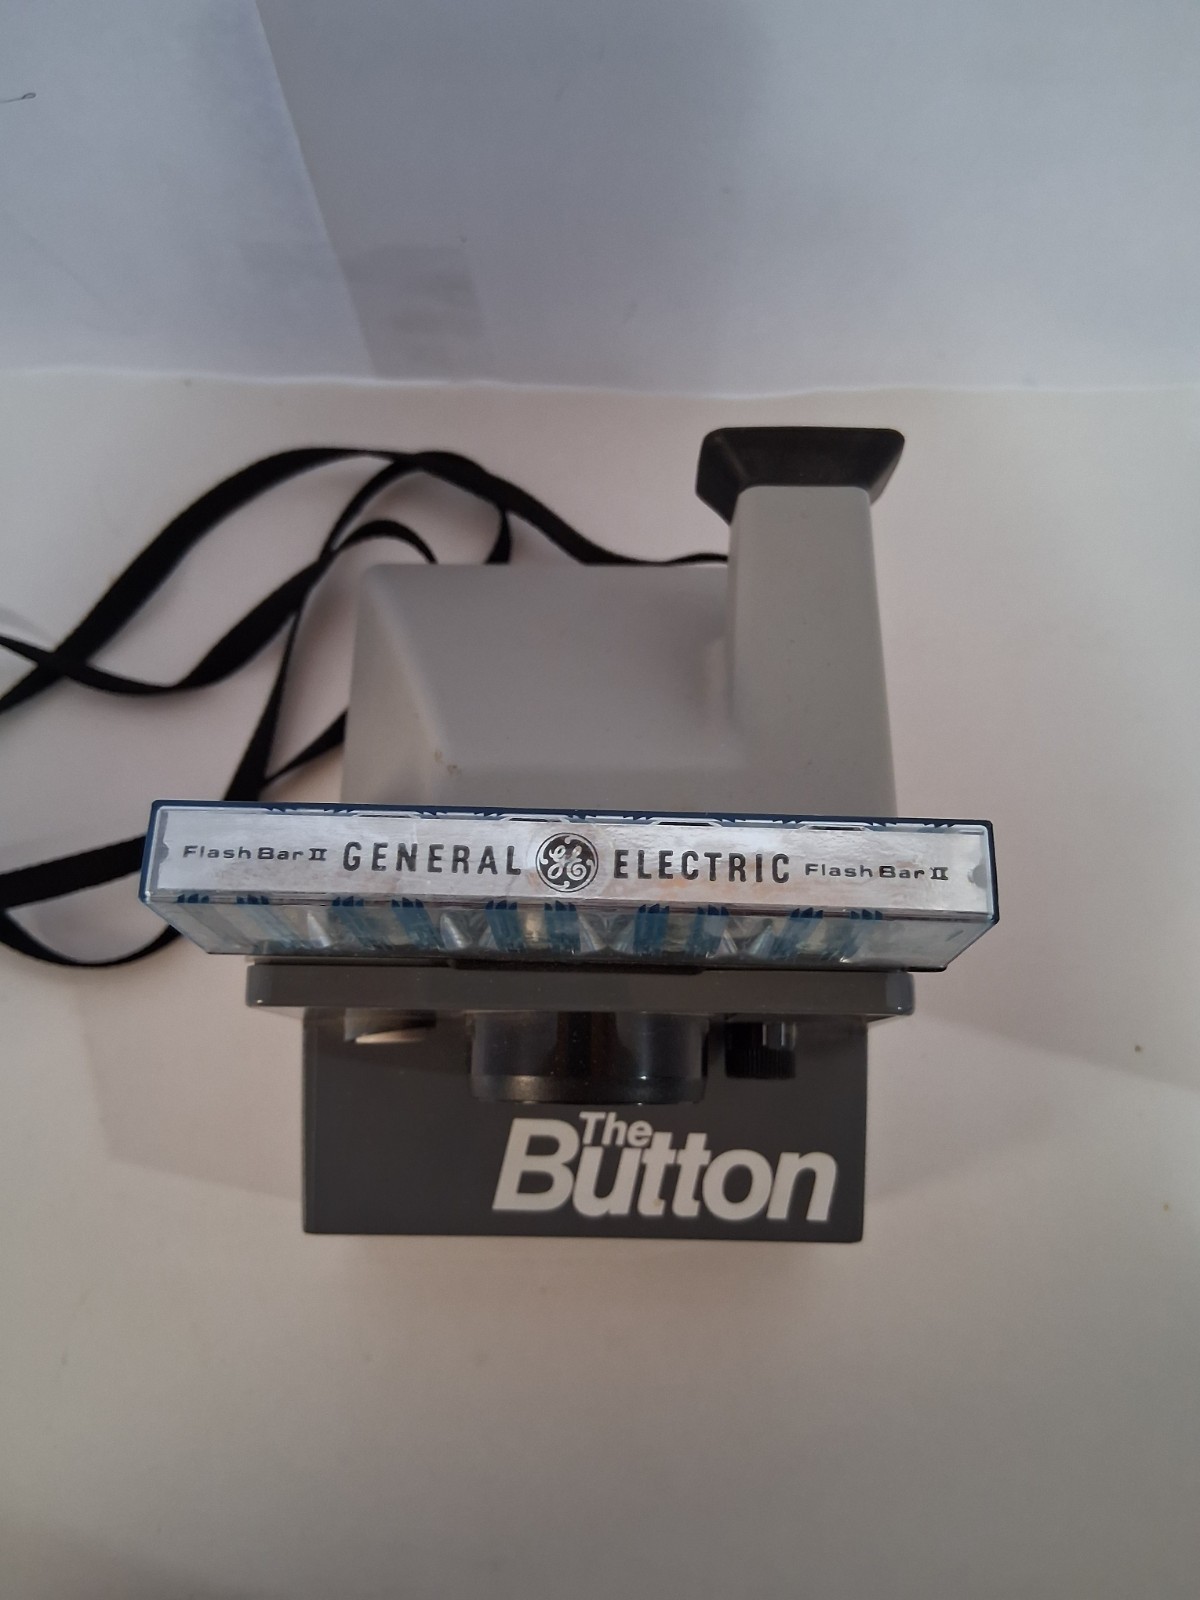 Flash Bar II GENERAL GE ELECTRIC Flash Bar II
The
Button